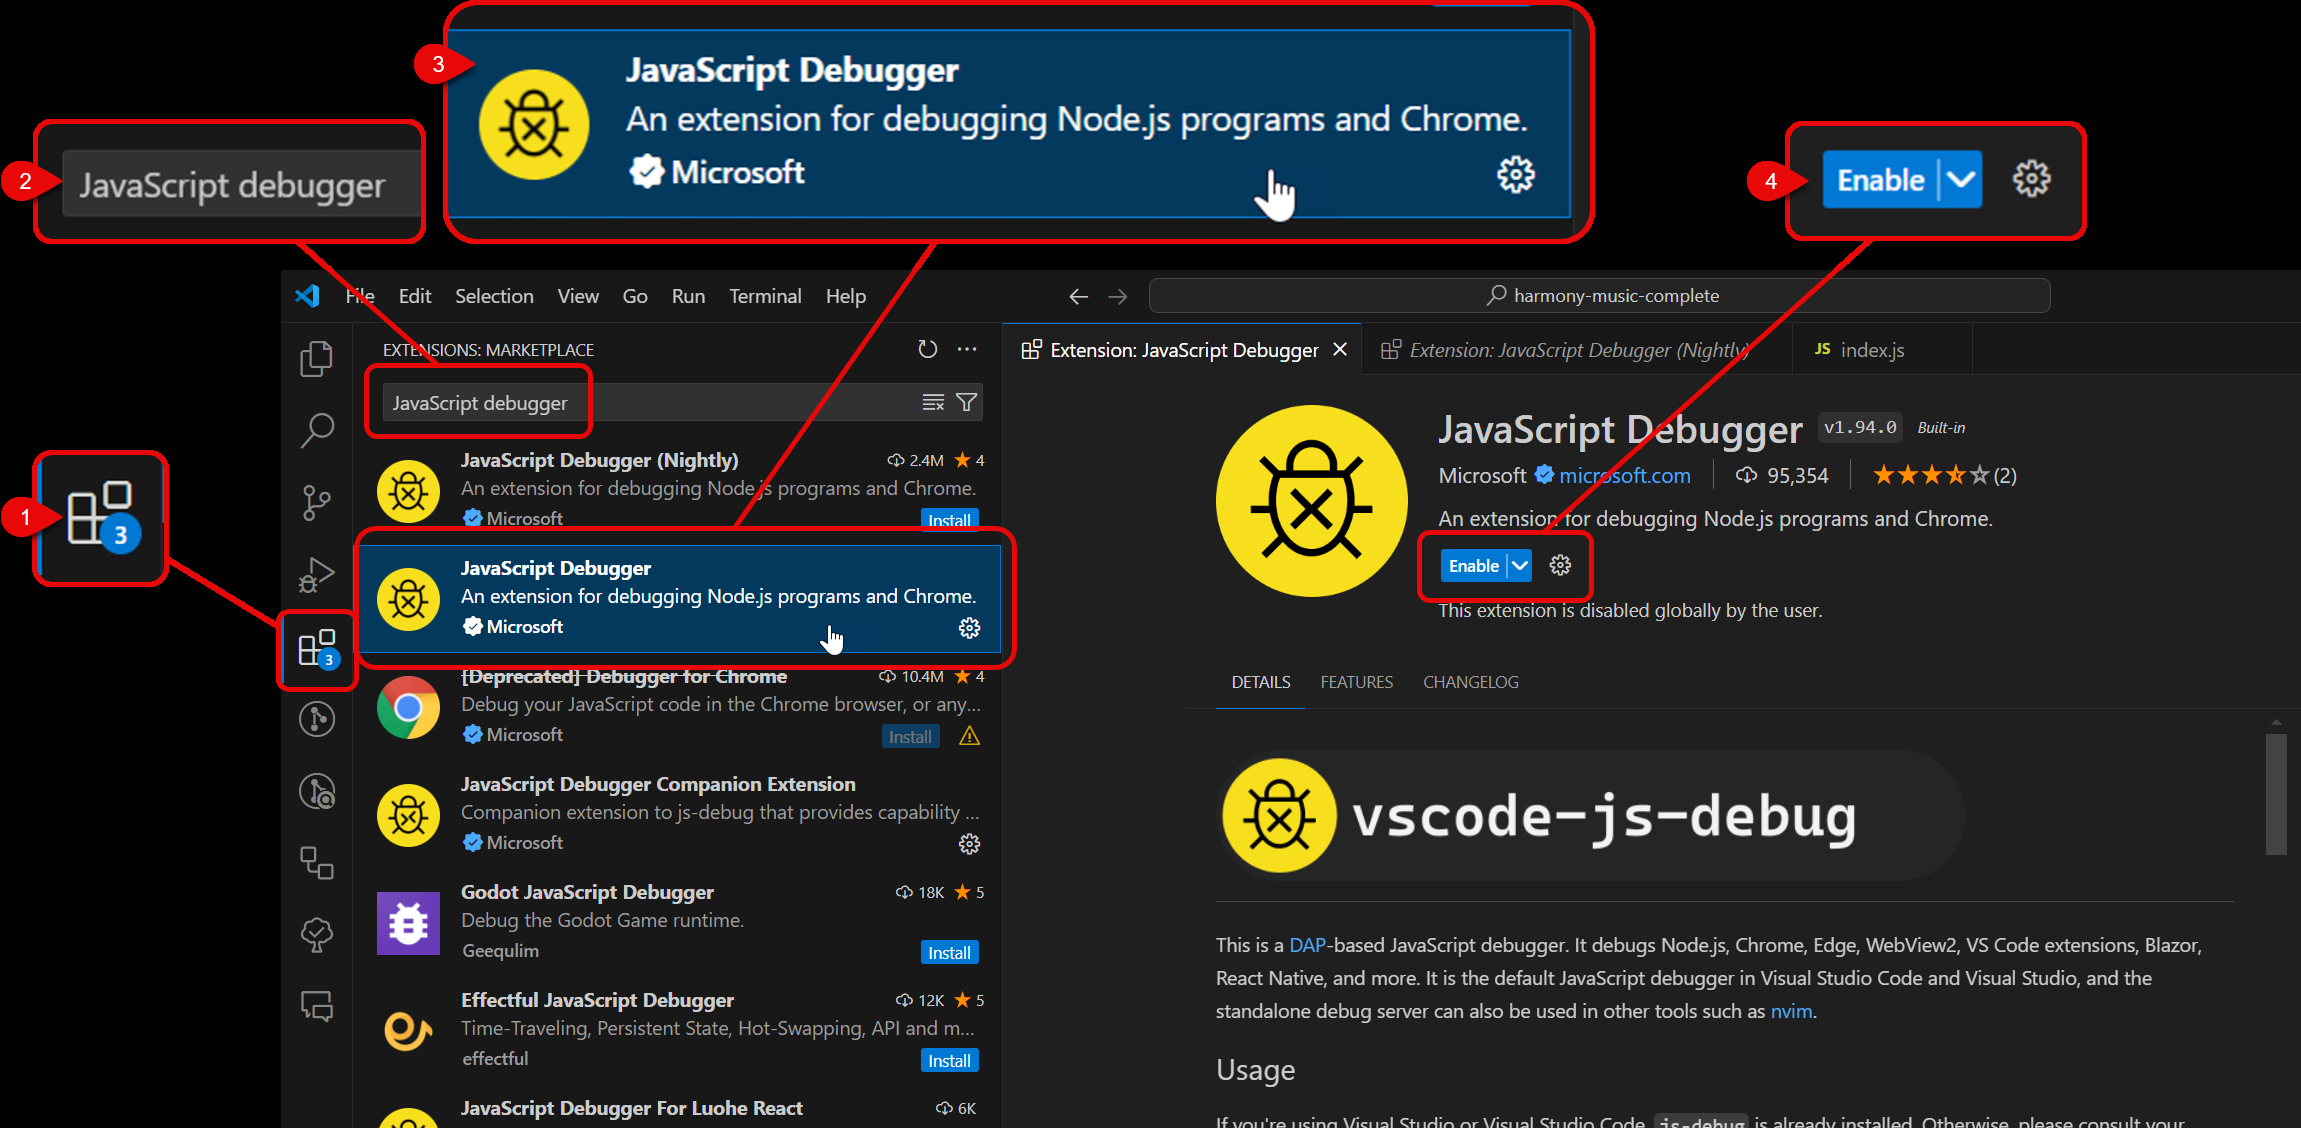 3
JavaScript Debugger
An extension for debugging Node.js programs and Chrome.
Microsoft
2
JavaScript debugger
4
Enable
File Edit Selection View Go Run Terminal Help
harmony-music-complete
EXTENSIONS: MARKETPLACE
JavaScript debugger
1
3
3
JavaScript Debugger (Nightly) 2.4M 4
An extension for debugging Node.js programs and Chrome.
Microsoft Install
JavaScript Debugger
An extension for debugging Node.js programs and Chrome.
Microsoft
[Deprecated] Debugger for Chrome 10.4M 4
Debug your JavaScript code in the Chrome browser, or any...
Microsoft Install
JavaScript Debugger Companion Extension
Companion extension to js-debug that provides capability ...
Microsoft
Godot JavaScript Debugger 18K 5
Debug the Godot Game runtime.
Geequlim Install
Effectful JavaScript Debugger 12K 5
Time-Traveling, Persistent State, Hot-Swapping, API and m...
effectful Install
JavaScript Debugger For Luohe React 6K
Extension: JavaScript Debugger Extension: JavaScript Debugger (Nightly) JS index.js
JavaScript Debugger v1.94.0 Built-in
Microsoft microsoft.com 95,354 (2)
An extension for debugging Node.js programs and Chrome.
Enable
This extension is disabled globally by the user.
DETAILS FEATURES CHANGELOG
vscode-js-debug
This is a DAP-based JavaScript debugger. It debugs Node.js, Chrome, Edge, WebView2, VS Code extensions, Blazor,
React Native, and more. It is the default JavaScript debugger in Visual Studio Code and Visual Studio, and the
standalone debug server can also be used in other tools such as nvim.
Usage
If you're using Visual Studio or Visual Studio Code, js-debug is already installed. Otherwise, please consult your